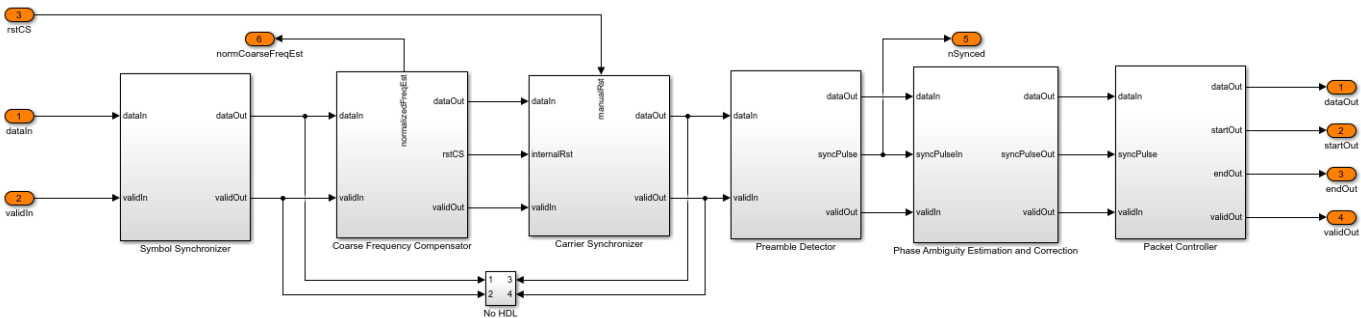 3
rstCS
6
normCoarseFreqEst
5
nSynced
1
dataIn
2
validIn
dataIn
validIn
dataOut
validOut
Symbol Synchronizer
normalizedFreqEst
dataIn
validIn
dataOut
rstCS
validOut
Coarse Frequency Compensator
manualRst
dataIn
internalRst
validIn
dataOut
validOut
Carrier Synchronizer
dataIn
validIn
dataOut
syncPulse
validOut
Preamble Detector
dataIn
syncPulseIn
validIn
dataOut
syncPulseOut
validOut
Phase Ambiguity Estimation and Correction
dataIn
syncPulse
validIn
dataOut
startOut
endOut
validOut
Packet Controller
1
dataOut
2
startOut
3
endOut
4
validOut
1 3
2 4
No HDL